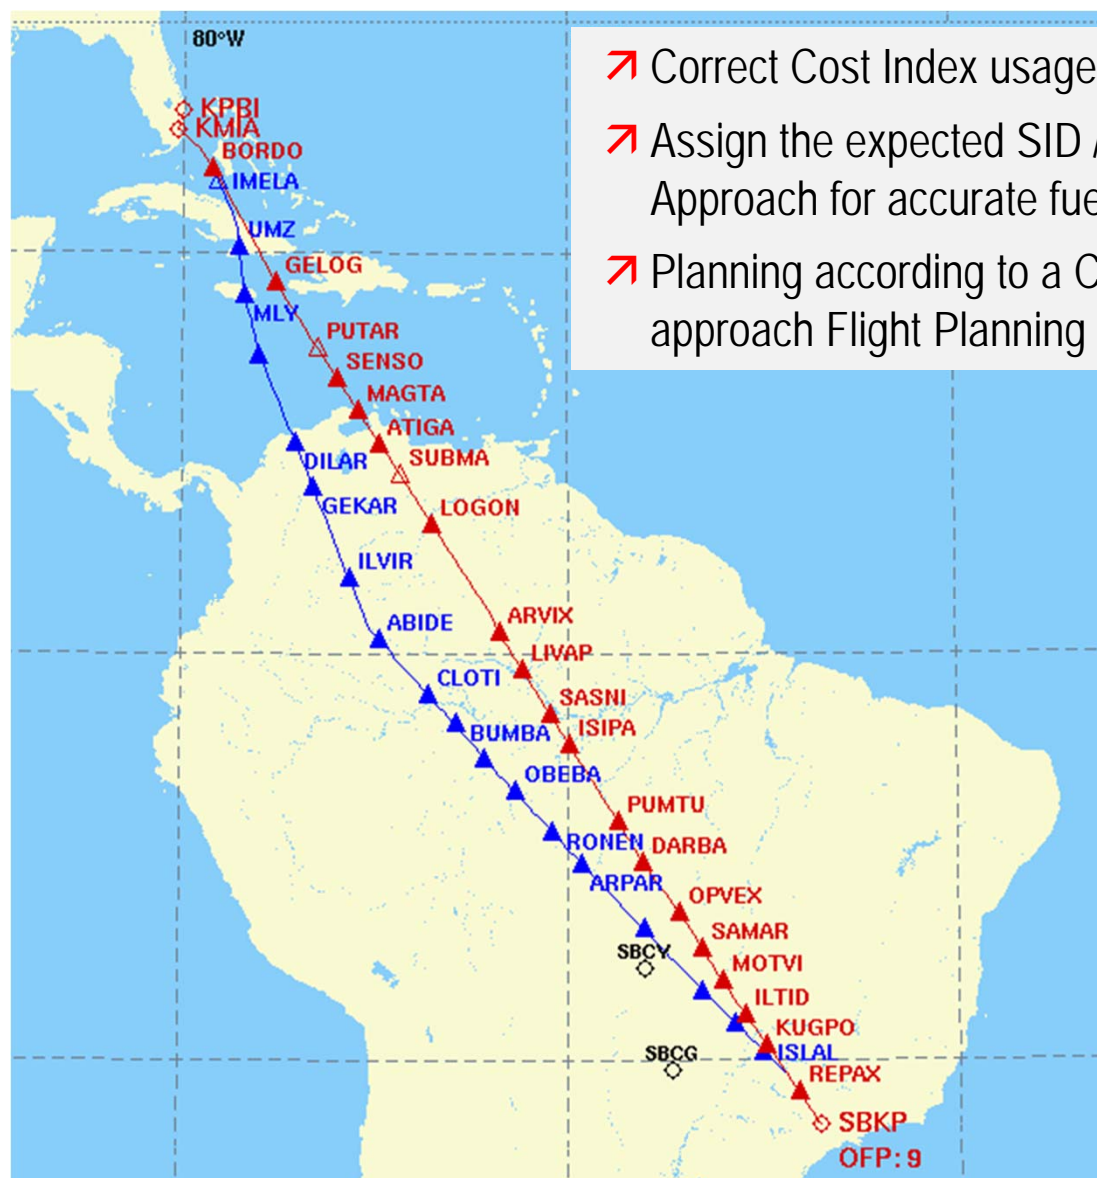 80°W
Correct Cost Index usage
Assign the expected SID
Approach for accurate
Planning according to a
approach Flight Planning
KPBI
KMIA
BORDO
IMELA
UMZ
GELOG
MLY
PUTAR
SENSO
MAGTA
ATIGA
DILAR
SUBMA
GEKAR
LOGON
ILVIR
ARVIX
ABIDE
LIVAP
CLOTI
SASNI
ISIPA
BUMBA
OBEBA
PUMTU
RONEN
DARBA
ARPAR
OPVEX
SAMAR
SBCY
MOTVI
ILTID
KUGPO
ISLAL
SBCG
REPAX
SBKP
OFP: 9